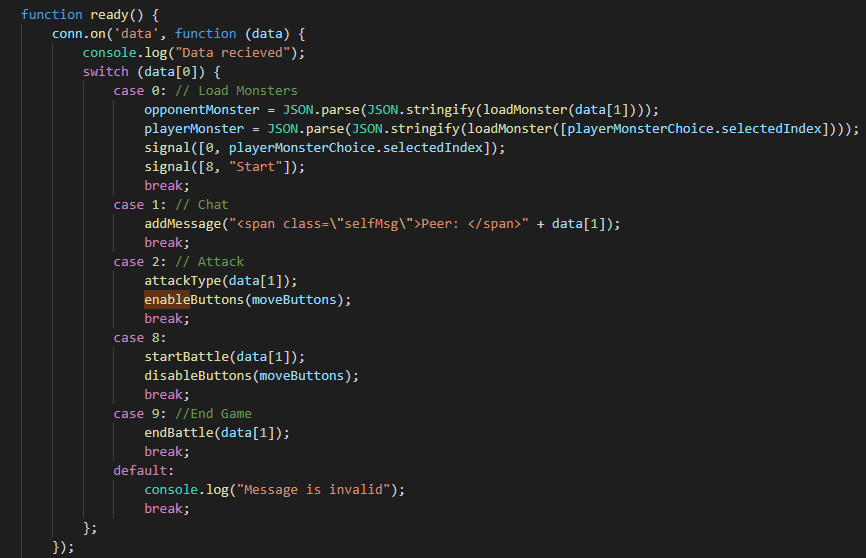 function ready() {
    conn.on('data', function (data) {
        console.log("Data recieved");
        switch (data[0]) {
            case 0: // Load Monsters
                opponentMonster = JSON.parse(JSON.stringify(loadMonster(data[1])));
                playerMonster = JSON.parse(JSON.stringify(loadMonster([playerMonsterChoice.selectedIndex])));
                signal([0, playerMonsterChoice.selectedIndex]);
                signal([8, "Start"]);
                break;
            case 1: // Chat
                addMessage("<span class=\"selfMsg\">Peer: </span>" + data[1]);
                break;
            case 2: // Attack
                attackType(data[1]);
                enableButtons(moveButtons);
                break;
            case 8:
                startBattle(data[1]);
                disableButtons(moveButtons);
                break;
            case 9: //End Game
                endBattle(data[1]);
                break;
            default:
                console.log("Message is invalid");
                break;
        };
    });